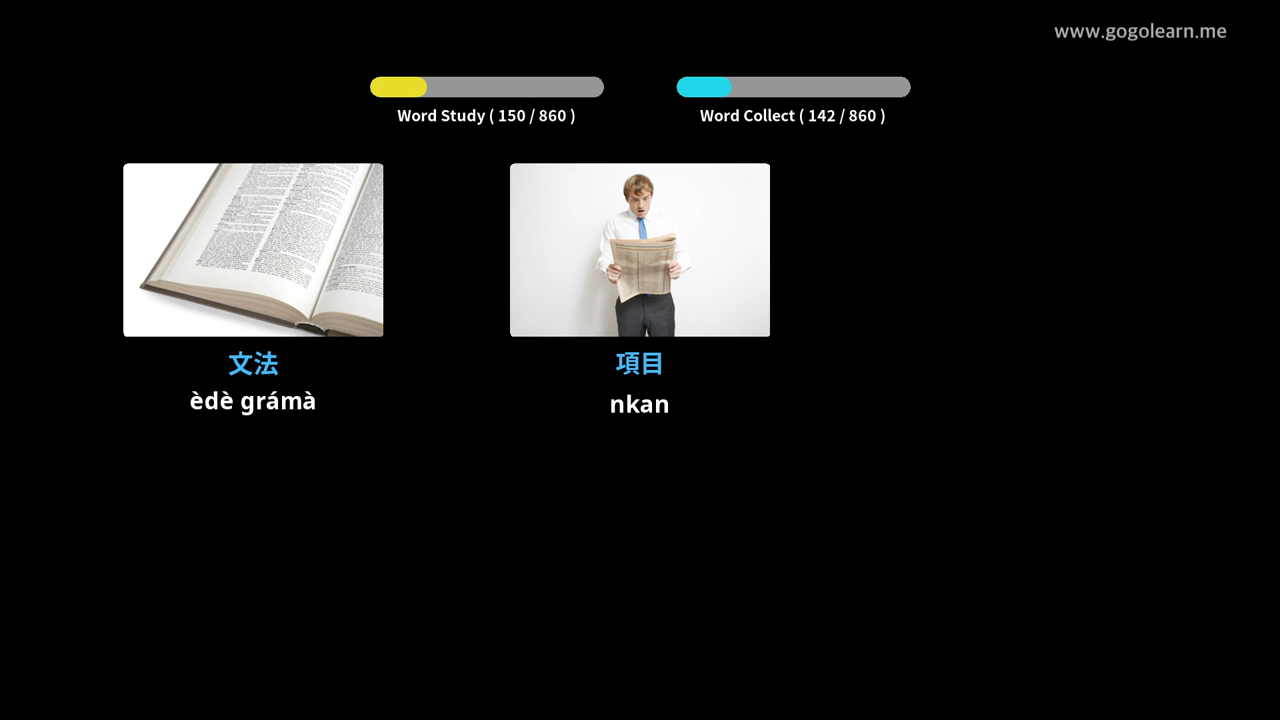 www.gogolearn.me
Word Study ( 150 / 860 )
Word Collect ( 142 / 860 )
文法
èdè grámà
項目
nkan